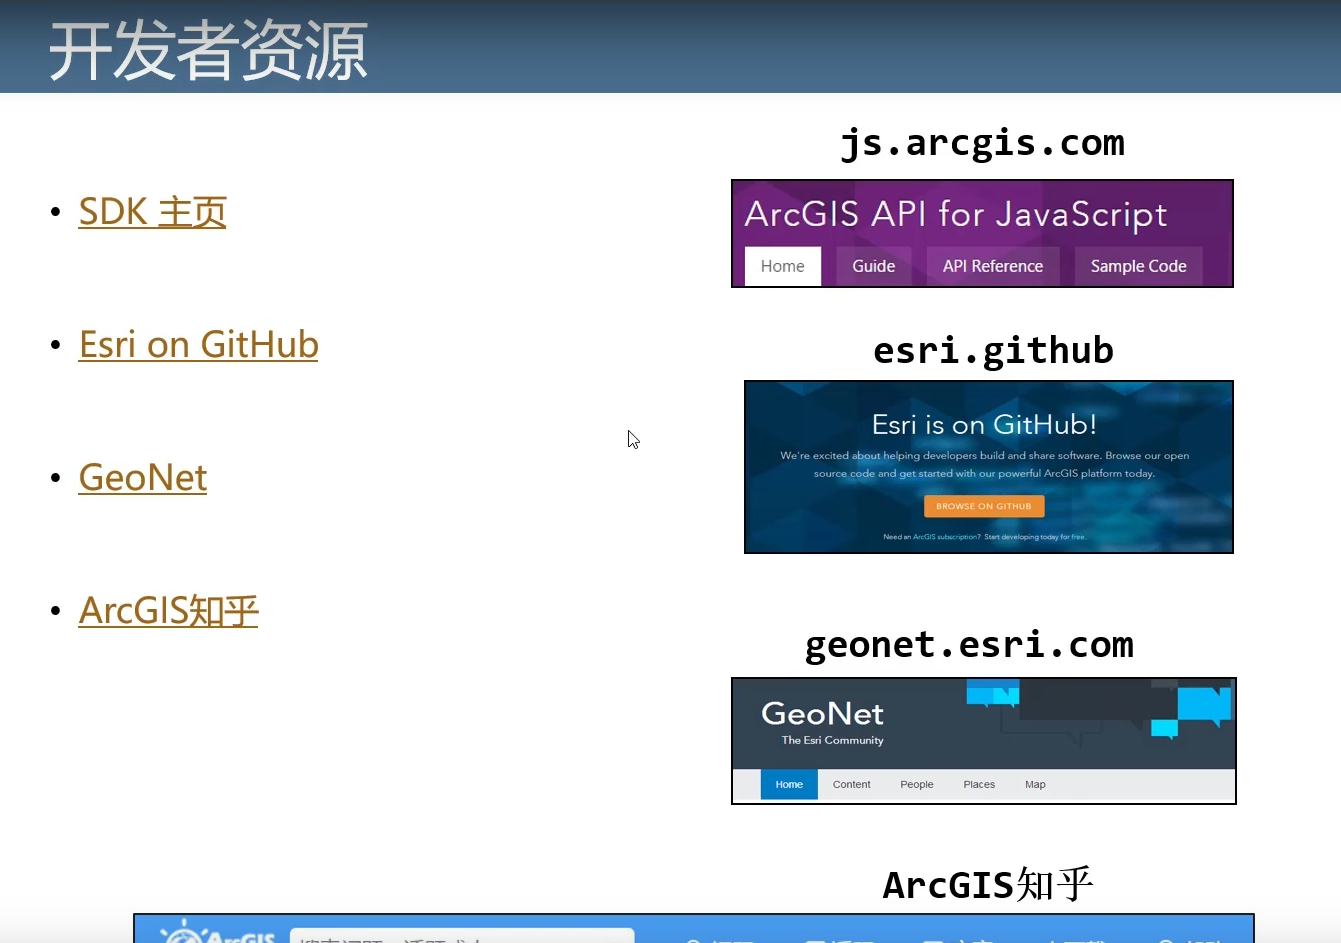 开发者资源
• SDK 主页
• Esri on GitHub
• GeoNet
• ArcGIS知乎
js.arcgis.com
ArcGIS API for JavaScript
Home Guide API Reference Sample Code
esri.github
Esri is on GitHub!
We're excited about helping developers build and share software. Browse our open
source code and get started with our powerful ArcGIS platform today.
BROWSE ON GITHUB
Need an ArcGIS subscription? Start developing today for free.
geonet.esri.com
GeoNet
The Esri Community
Home Content People Places Map
ArcGIS知乎
ArcGIS